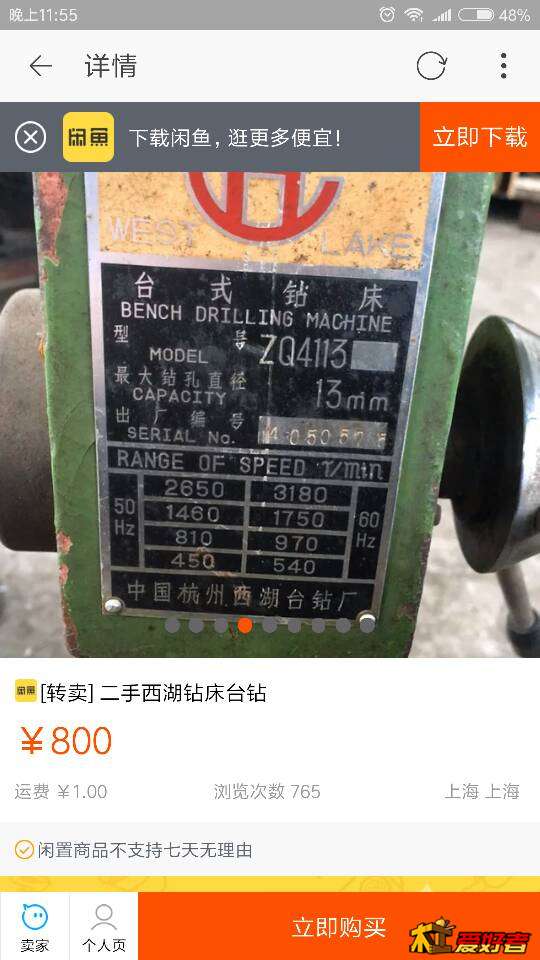 晚上11:55
48%
详情
闲鱼
下载闲鱼，逛更多便宜！
立即下载
WEST LAKE
台式钻床
BENCH DRILLING MACHINE
型号 ZQ4113
MODEL
最大钻孔直径 13mm
CAPACITY
出厂编号
SERIAL No.
RANGE OF SPEED r/min
50 Hz 2650 3180 60 Hz
1460 1750
810 970
450 540
中国杭州西湖台钻厂
闲鱼 [转卖] 二手西湖钻床台钻
￥800
运费 ￥1.00 浏览次数 765 上海 上海
闲置商品不支持七天无理由
卖家 个人页 立即购买
爱好者